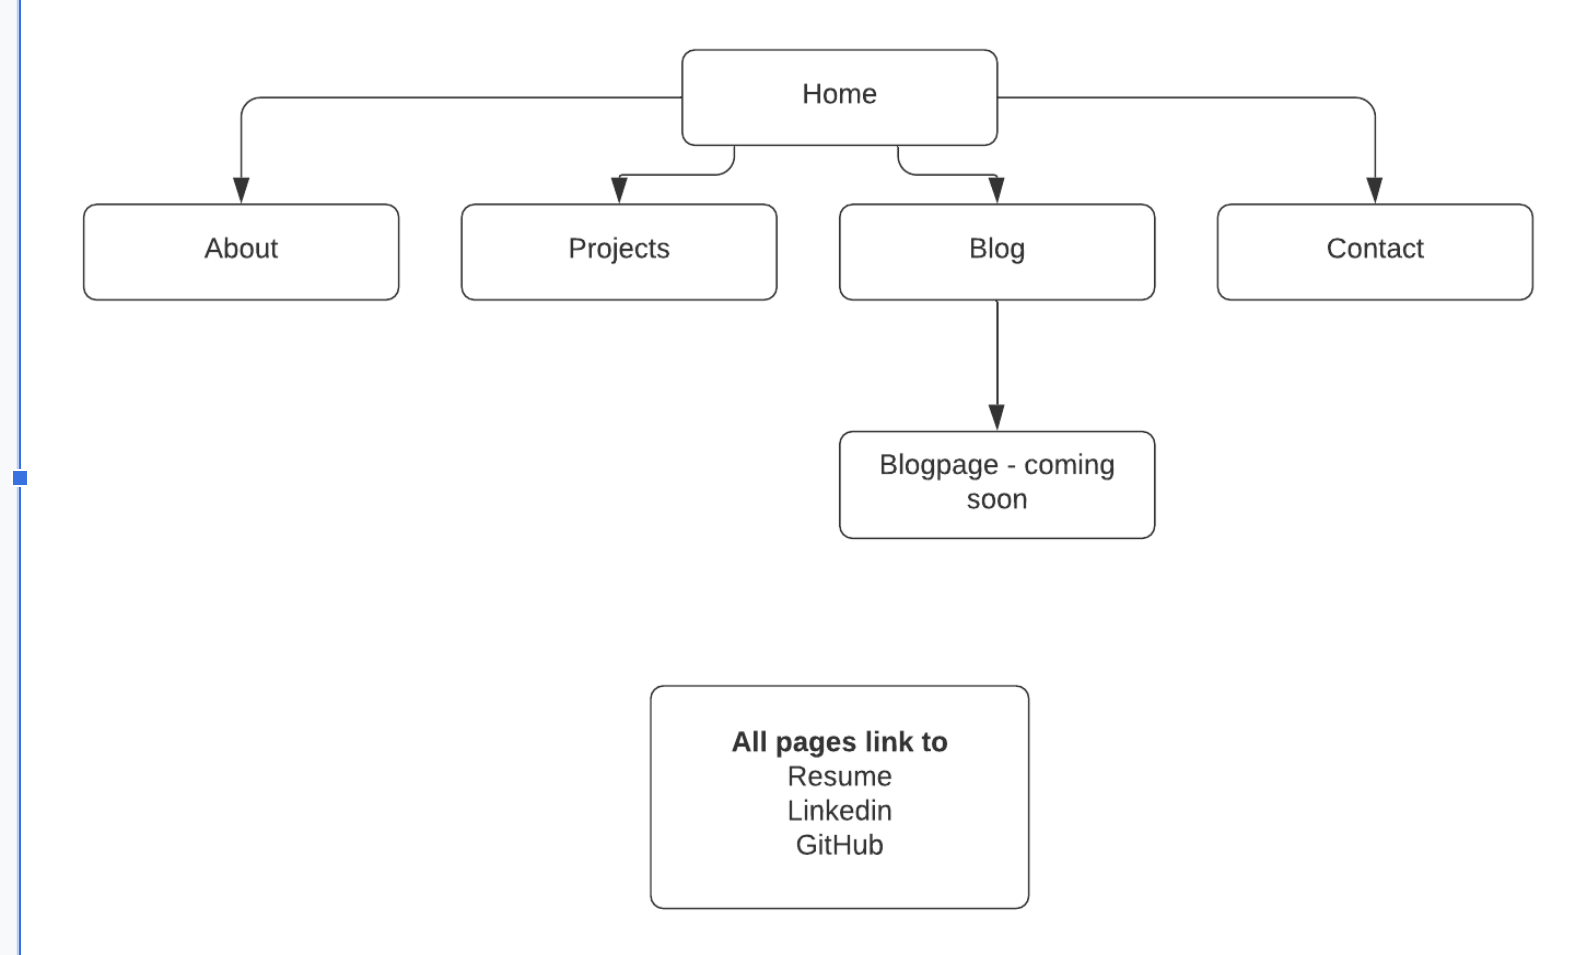 Home
About
Projects
Blog
Contact
Blogpage - coming
soon
All pages link to
Resume
Linkedin
GitHub